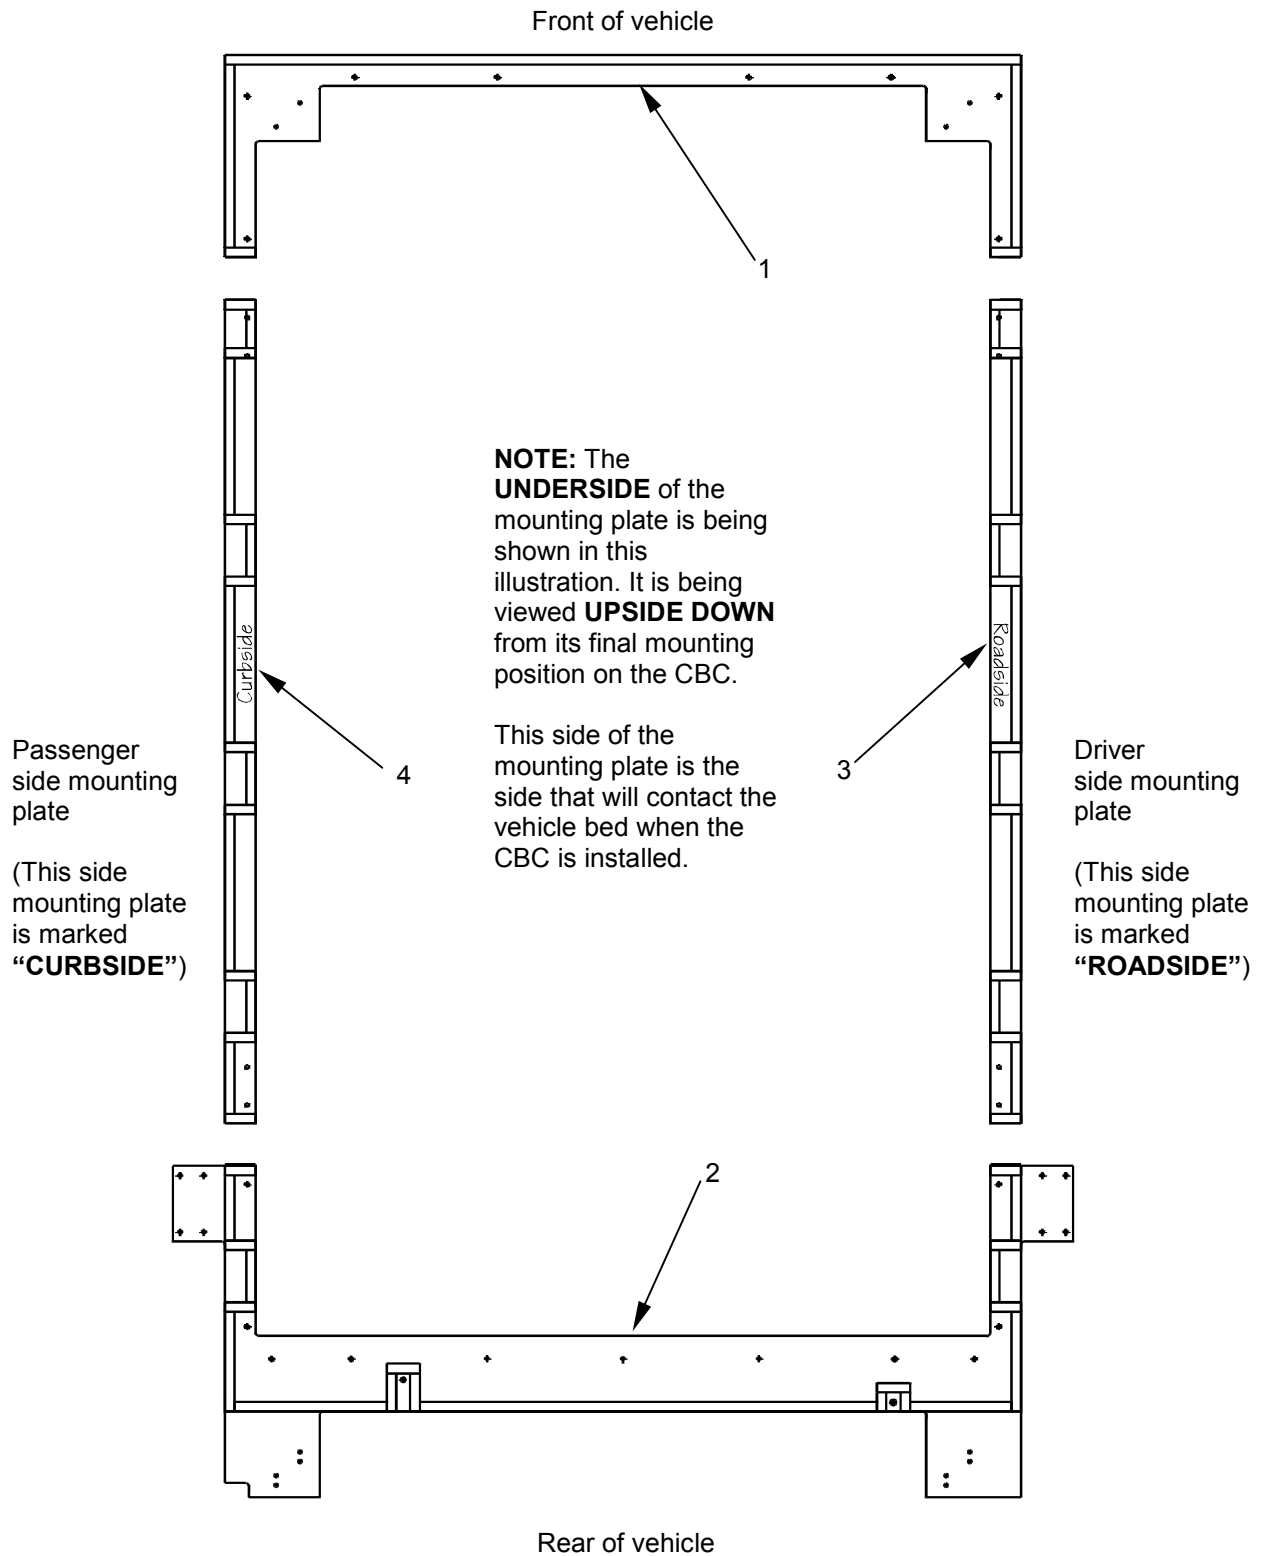 Front of vehicle
1
NOTE: The
UNDERSIDE of the
mounting plate is being
shown in this
illustration. It is being
viewed UPSIDE DOWN
from its final mounting
position on the CBC.
This side of the
mounting plate is the
side that will contact the
vehicle bed when the
CBC is installed.
Curbside
Roadside
4
3
Passenger
side mounting
plate
(This side
mounting plate
is marked
“CURBSIDE”)
Driver
side mounting
plate
(This side
mounting plate
is marked
“ROADSIDE”)
2
Rear of vehicle